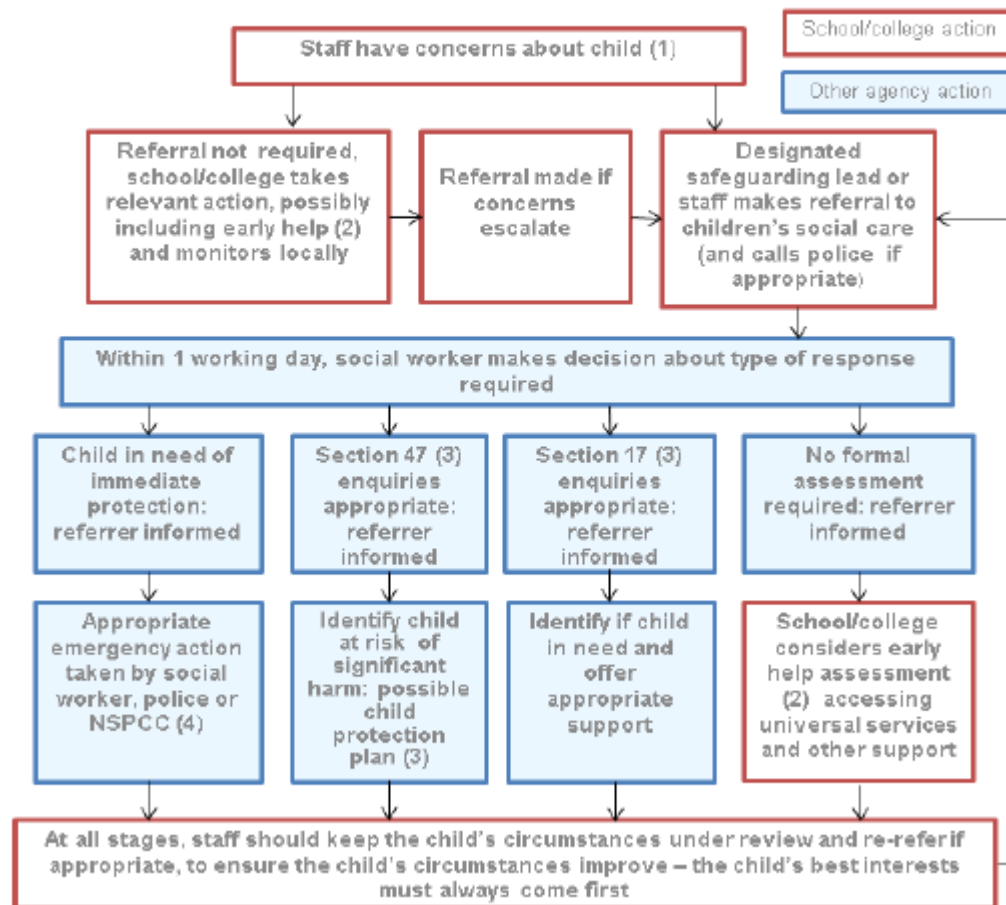 School/college action
Staff have concerns about child (1)
Other agency action
Referral not required,
school/college takes
relevant action, possibly
including early help (2)
and monitors locally
Referral made if
concerns
escalate
Designated
safeguarding lead or
staff makes referral to
children's social care
(and calls police if
appropriate)
Within 1 working day, social worker makes decision about type of response
required
Child in need of
immediate
protection:
referrer informed
Section 47 (3)
enquiries
appropriate:
referrer
informed
Section 17 (3)
enquiries
appropriate:
referrer
informed
No formal
assessment
required: referrer
informed
Appropriate
emergency action
taken by social
worker, police or
NSPCC (4)
Identify child
at risk of
significant
harm: possible
child
protection
plan (3)
Identify if child
in need and
offer
appropriate
support
School/college
considers early
help assessment
(2) accessing
universal services
and other support
At all stages, staff should keep the child's circumstances under review and re-refer if
appropriate, to ensure the child's circumstances improve – the child's best interests
must always come first